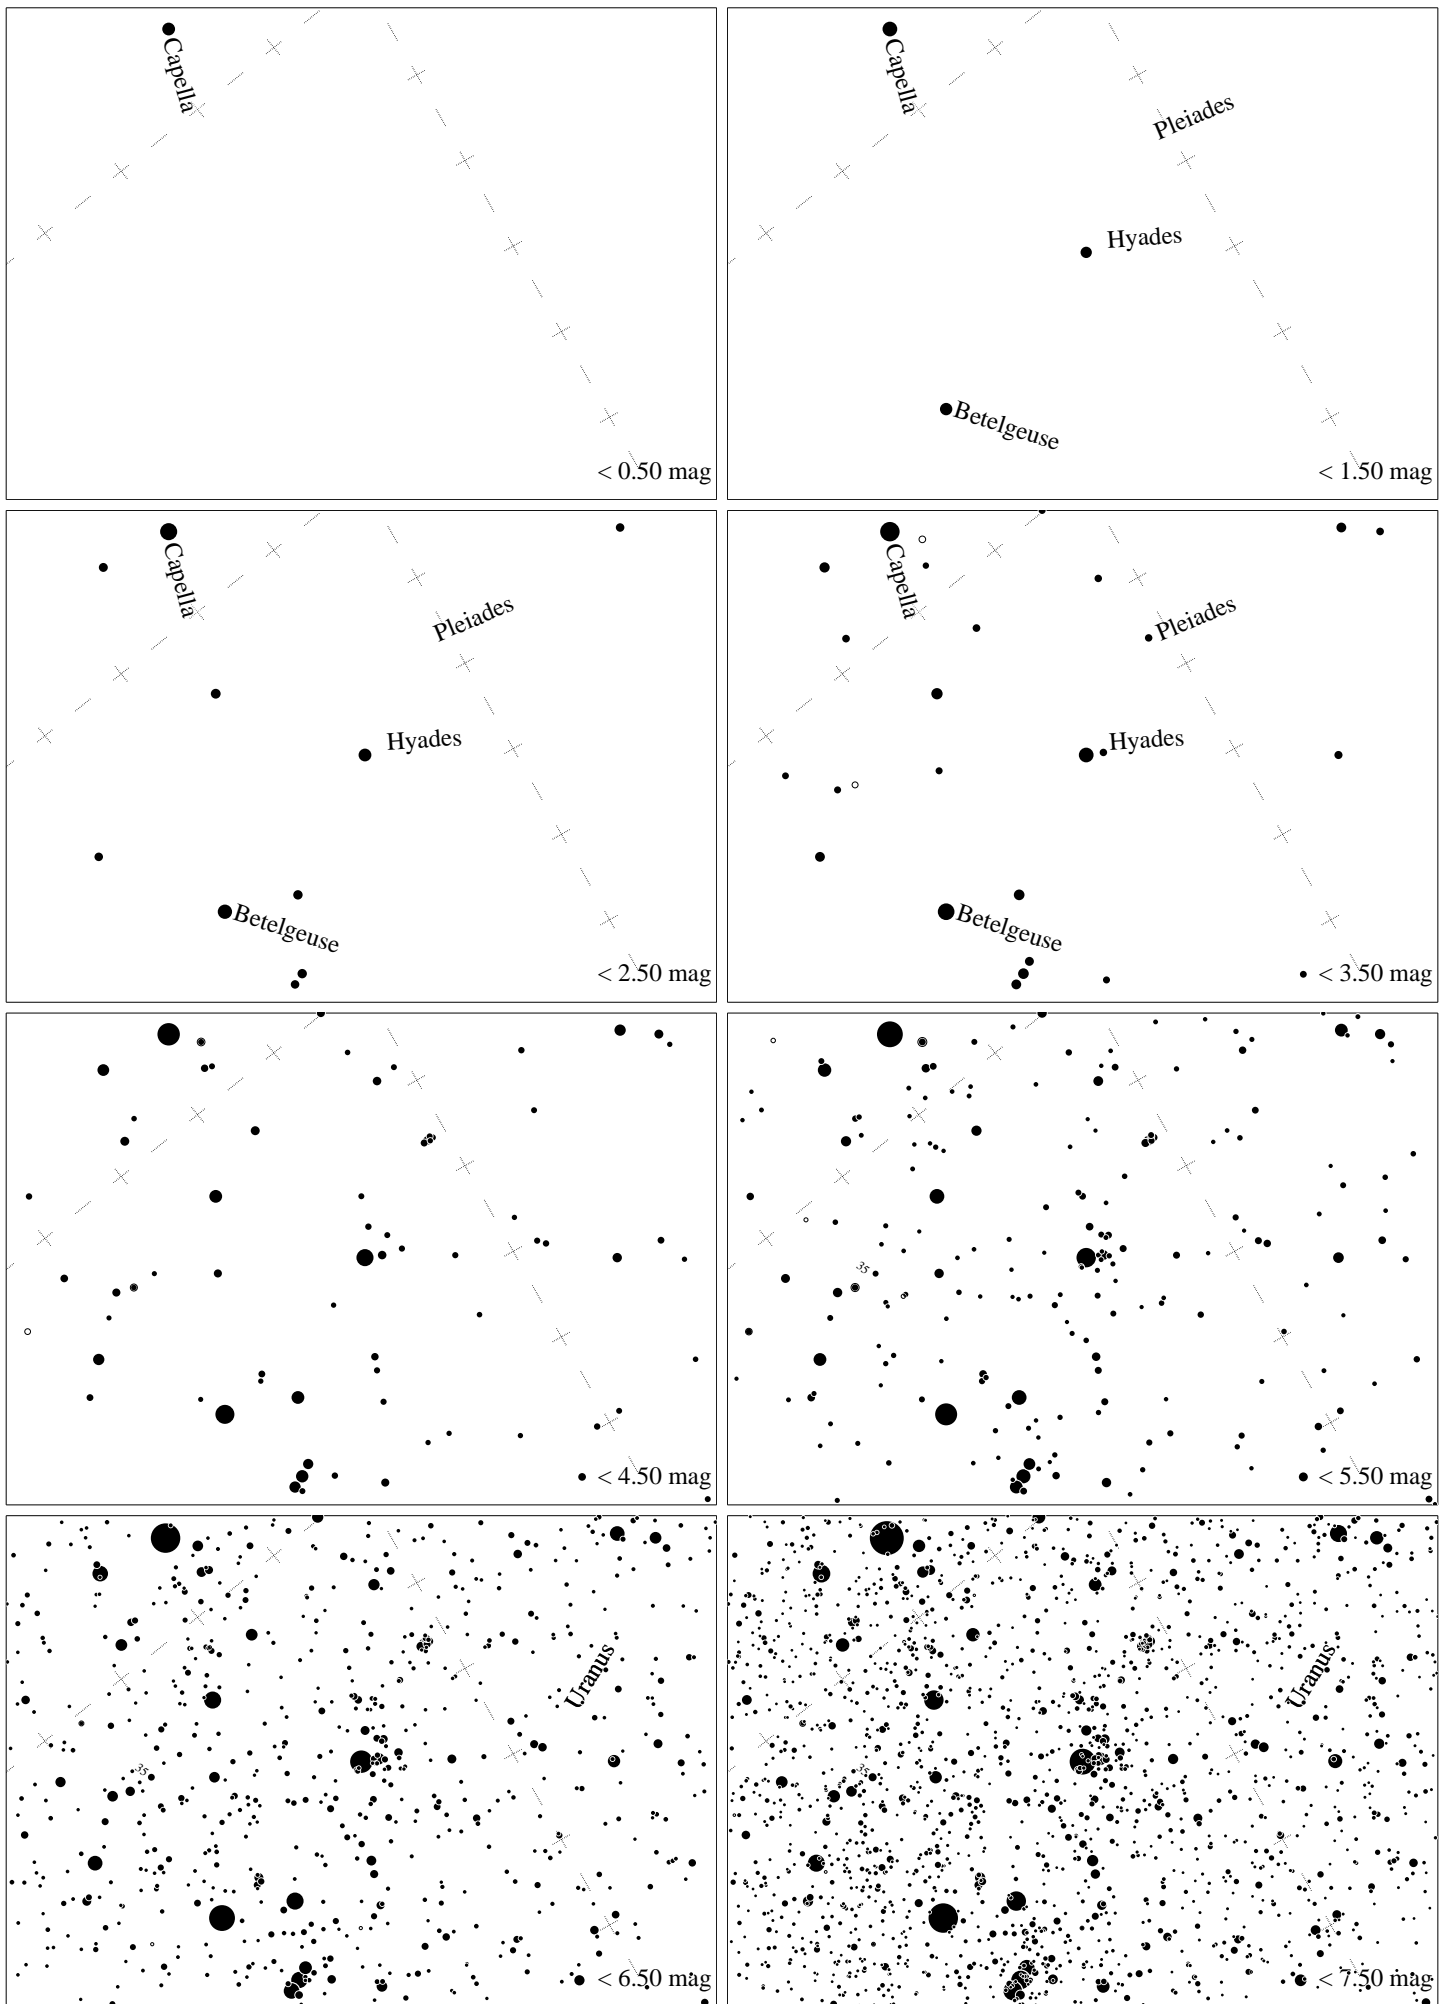 Capella
< 0.50 mag
Capella
Pleiades
Hyades
Betelgeuse
< 1.50 mag
Capella
Pleiades
Hyades
Betelgeuse
< 2.50 mag
Capella
Pleiades
Hyades
Betelgeuse
< 3.50 mag
< 4.50 mag
35
< 5.50 mag
Uranus
35
< 6.50 mag
Uranus
35
< 7.50 mag